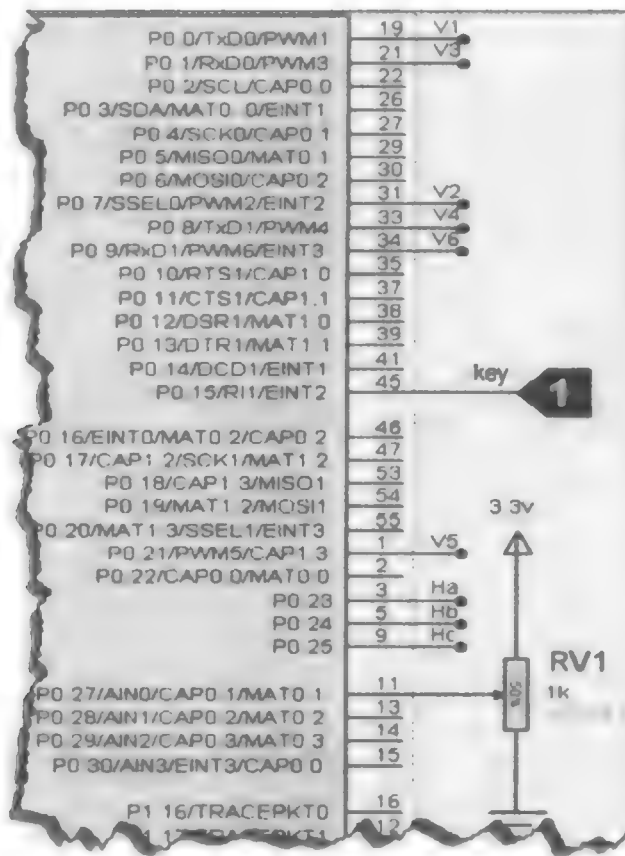 P0 0/TxD0/PWM1 19 V1
P0 1/RxD0/PWM3 21 V3
P0 2/SCL/CAP0 0 22
P0 3/SDA/MAT0 0/EINT1 26
P0 4/SCK0/CAP0 1 27
P0 5/MISO0/MAT0 1 29
P0 6/MOSI0/CAP0 2 30
P0 7/SSEL0/PWM2/EINT2 31 V2
P0 8/TxD1/PWM4 33 V4
P0 9/RxD1/PWM6/EINT3 34 V6
P0 10/RTS1/CAP1 0 35
P0 11/CTS1/CAP1.1 37
P0 12/DSR1/MAT1 0 38
P0 13/DTR1/MAT1 1 39
P0 14/DCD1/EINT1 41
P0 15/RI1/EINT2 45 key 1
P0 16/EINT0/MAT0 2/CAP0 2 46
P0 17/CAP1 2/SCK1/MAT1 2 47
P0 18/CAP1 3/MISO1 53
P0 19/MAT1 2/MOSI1 54
P0 20/MAT1 3/SSEL1/EINT3 55
3 3v
P0 21/PWM5/CAP1 3 1 V5
P0 22/CAP0 0/MAT0 0 2
P0 23 3 Ha
P0 24 5 Hb
P0 25 9 Hc
RV1
50%
1k
P0 27/AIN0/CAP0 1/MAT0 1 11
P0 28/AIN1/CAP0 2/MAT0 2 13
P0 29/AIN2/CAP0 3/MAT0 3 14
P0 30/AIN3/EINT3/CAP0 0 15
P1 16/TRACEPKT0 16
1 17/TRACEPKT1 12